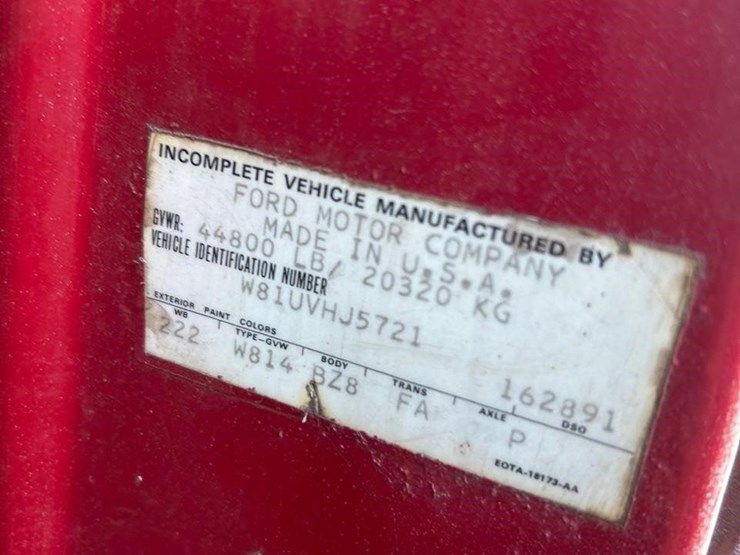 INCOMPLETE VEHICLE MANUFACTURED BY
FORD MOTOR COMPANY
MADE IN U.S.A.
GVWR: 44800 LB/ 20320 KG
VEHICLE IDENTIFICATION NUMBER
W81UVHJ5721
EXTERIOR PAINT COLORS 162891
WB TYPE-GVW BODY TRANS AXLE DSO
222 W814 BZ8 FA P
EOTA-18173-AA